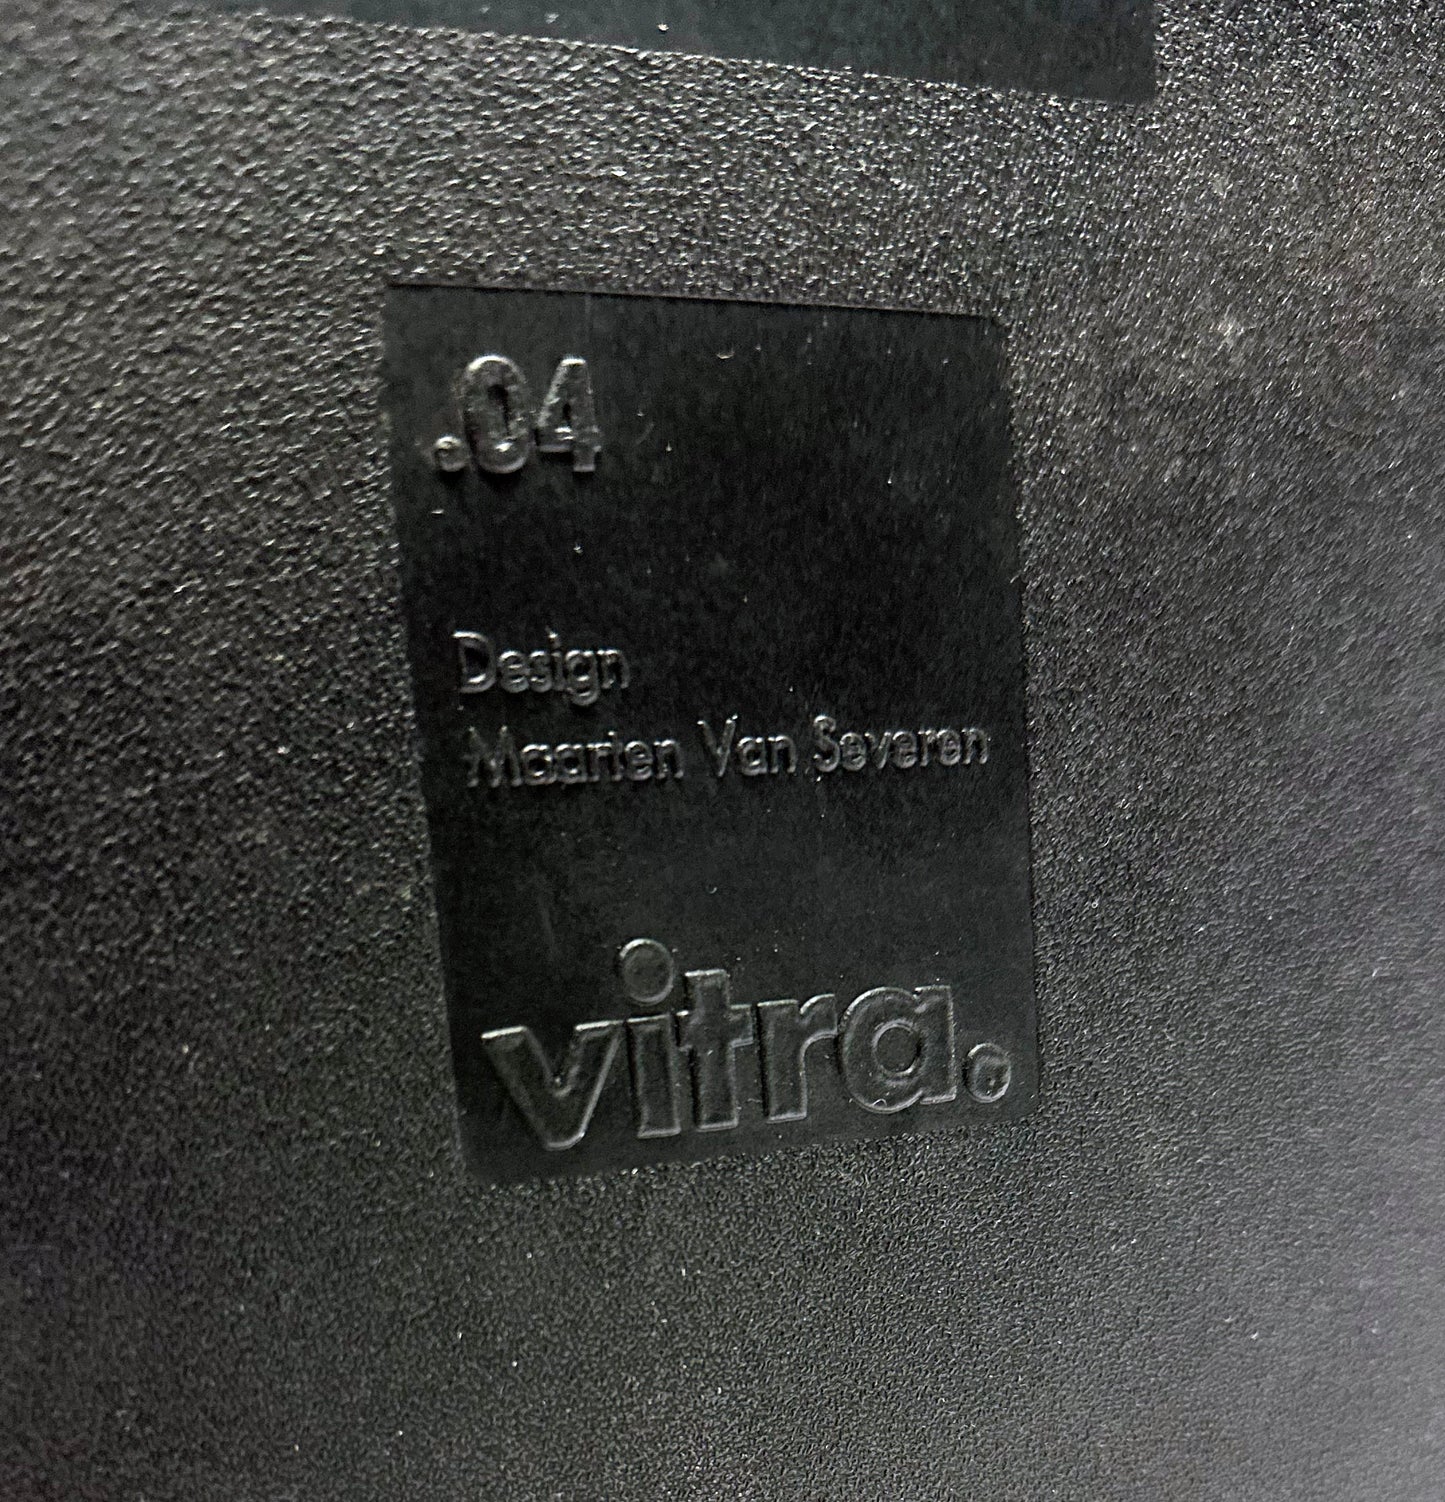 .04
Design
Maarten Van Severen
vitra.